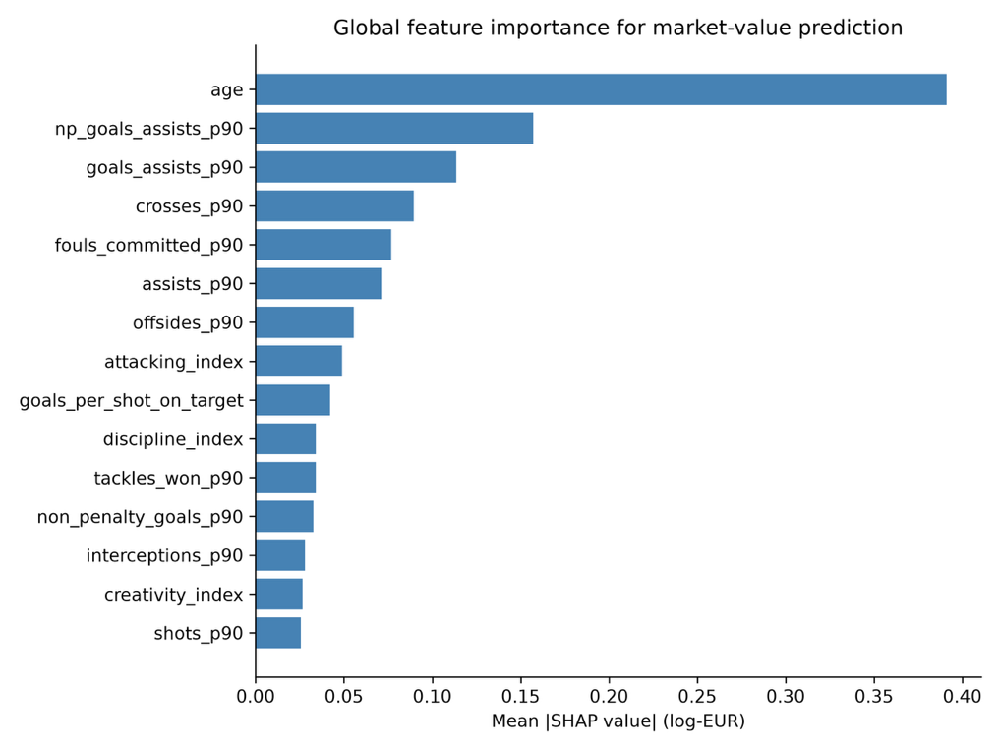 Global feature importance for market-value prediction
age
np_goals_assists_p90
goals_assists_p90
crosses_p90
fouls_committed_p90
assists_p90
offsides_p90
attacking_index
goals_per_shot_on_target
discipline_index
tackles_won_p90
non_penalty_goals_p90
interceptions_p90
creativity_index
shots_p90
0.00 0.05 0.10 0.15 0.20 0.25 0.30 0.35 0.40
Mean |SHAP value| (log-EUR)